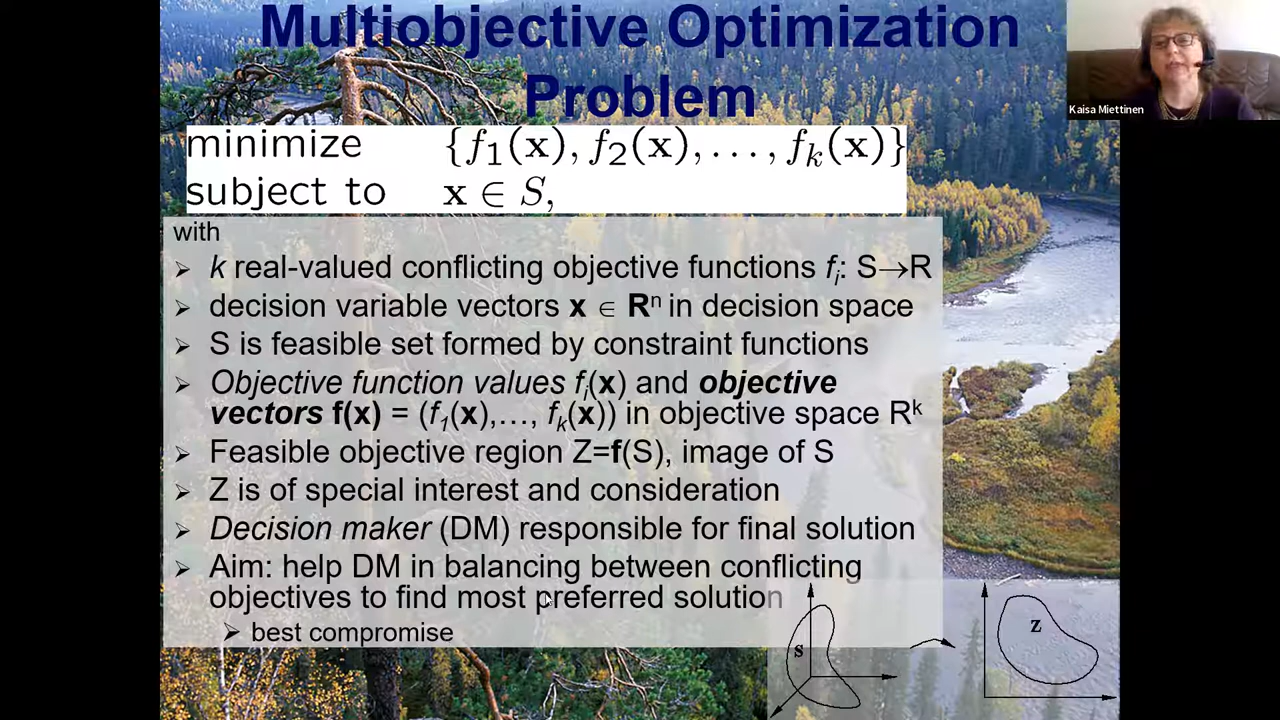 Multiobjective Optimization
Problem
Kaisa Miettinen
minimize {f₁(x), f₂(x), . . . , fₖ(x)}
subject to x ∈ S,
with
➢ k real-valued conflicting objective functions fᵢ: S→R
➢ decision variable vectors x ∈ Rⁿ in decision space
➢ S is feasible set formed by constraint functions
➢ Objective function values fᵢ(x) and objective
vectors f(x) = (f₁(x),…, fₖ(x)) in objective space Rᵏ
➢ Feasible objective region Z=f(S), image of S
➢ Z is of special interest and consideration
➢ Decision maker (DM) responsible for final solution
➢ Aim: help DM in balancing between conflicting
objectives to find most preferred solution
➢ best compromise
S
Z